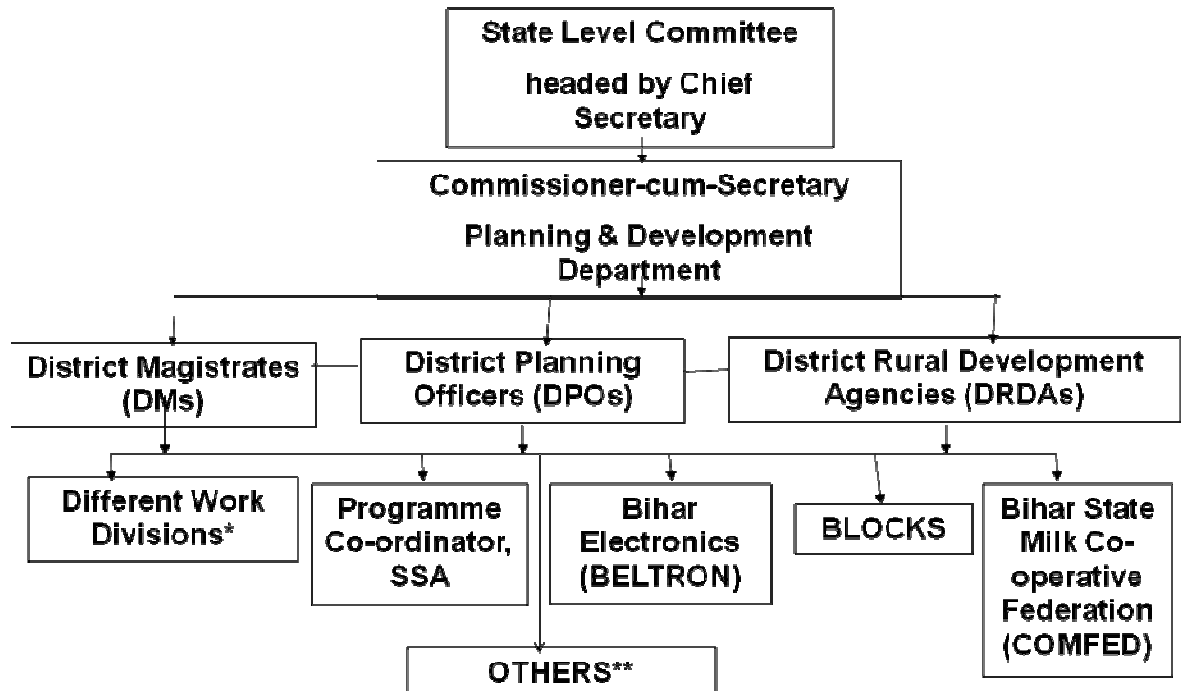 State Level Committee
headed by Chief
Secretary
Commissioner-cum-Secretary
Planning & Development
Department
District Magistrates
(DMs)
District Planning
Officers (DPOs)
District Rural Development
Agencies (DRDAs)
Different Work
Divisions*
Programme
Co-ordinator,
SSA
Bihar
Electronics
(BELTRON)
BLOCKS
Bihar State
Milk Co-
operative
Federation
(COMFED)
OTHERS**